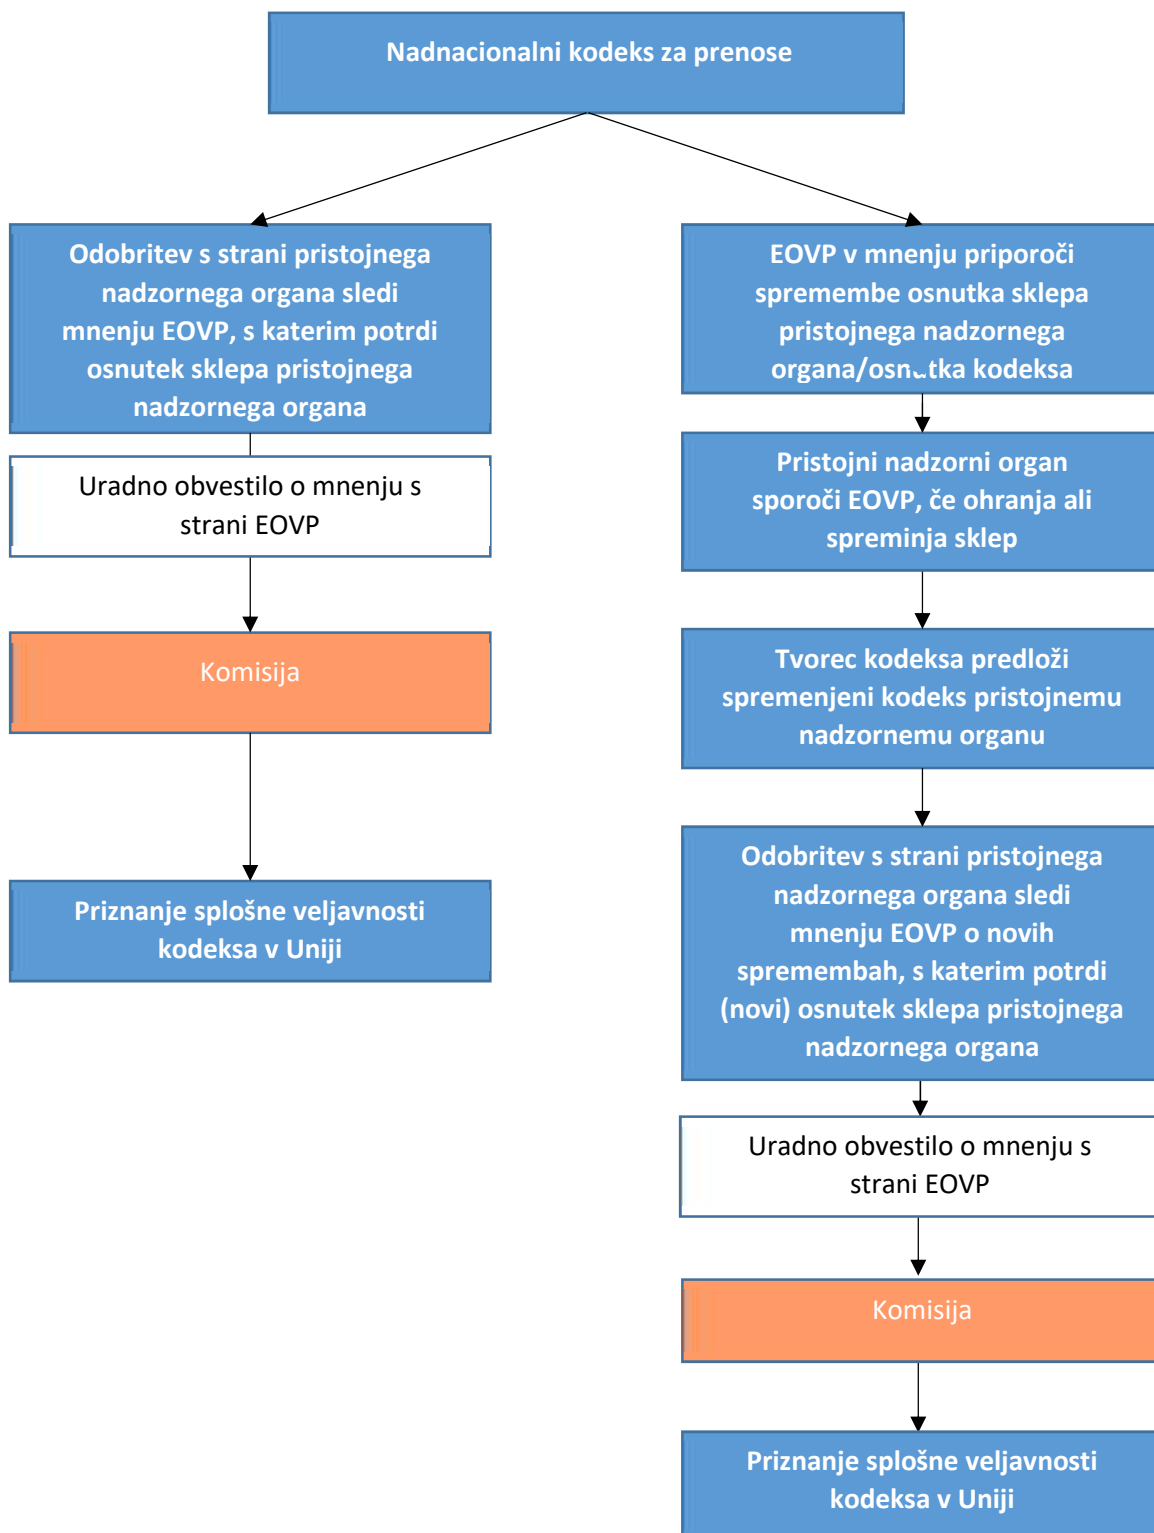 Nadnacionalni kodeks za prenose
Odobritev s strani pristojnega
nadzornega organa sledi
mnenju EOVP, s katerim potrdi
osnutek sklepa pristojnega
nadzornega organa
Uradno obvestilo o mnenju s
strani EOVP
Komisija
Priznanje splošne veljavnosti
kodeksa v Uniji
EOVP v mnenju priporoči
spremembe osnutka sklepa
pristojnega nadzornega
organa/osnutka kodeksa
Pristojni nadzorni organ
sporoči EOVP, če ohranja ali
spreminja sklep
Tvorec kodeksa predloži
spremenjeni kodeks pristojnemu
nadzornemu organu
Odobritev s strani pristojnega
nadzornega organa sledi
mnenju EOVP o novih
spremembah, s katerim potrdi
(novi) osnutek sklepa pristojnega
nadzornega organa
Uradno obvestilo o mnenju s
strani EOVP
Komisija
Priznanje splošne veljavnosti
kodeksa v Uniji